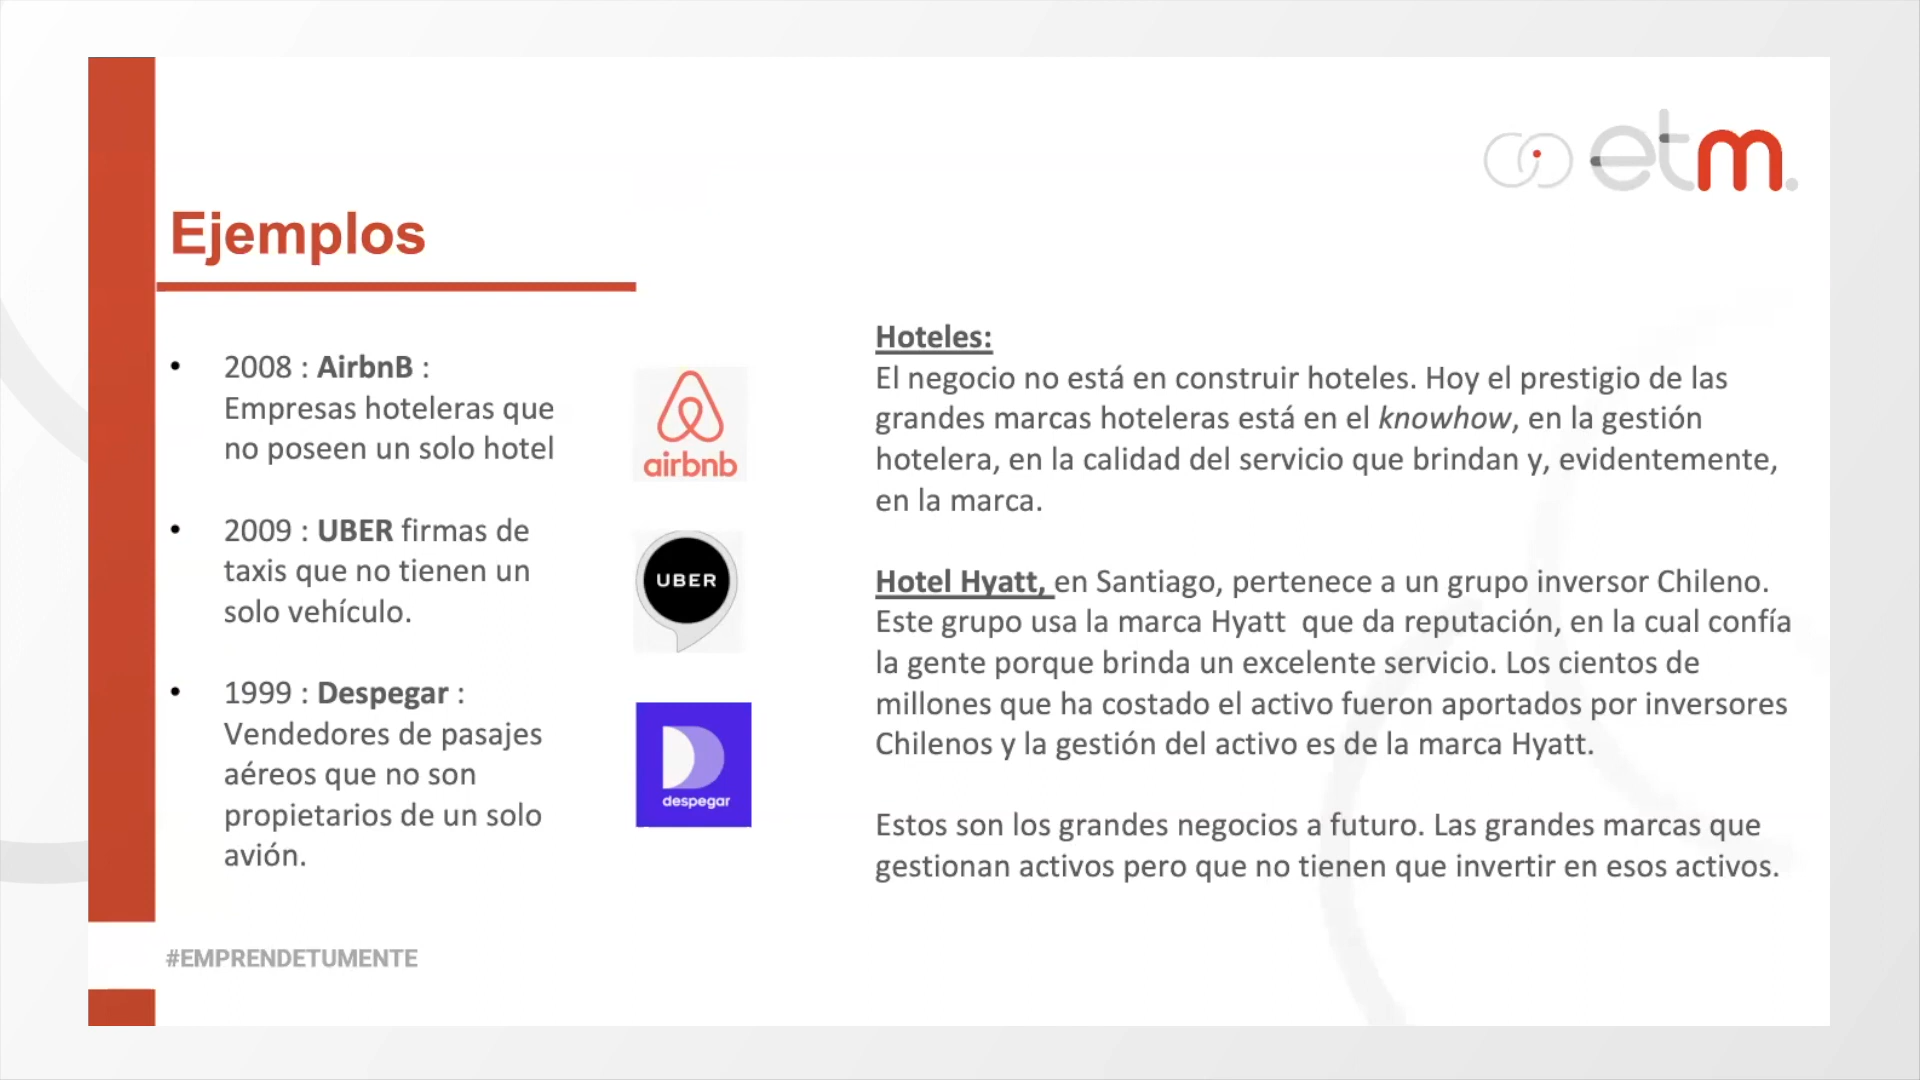 etm.
Ejemplos
• 2008 : AirbnB :
Empresas hoteleras que
no poseen un solo hotel
airbnb
• 2009 : UBER firmas de
taxis que no tienen un
solo vehículo.
UBER
• 1999 : Despegar :
Vendedores de pasajes
aéreos que no son
propietarios de un solo
avión.
despegar
Hoteles:
El negocio no está en construir hoteles. Hoy el prestigio de las
grandes marcas hoteleras está en el knowhow, en la gestión
hotelera, en la calidad del servicio que brindan y, evidentemente,
en la marca.
Hotel Hyatt, en Santiago, pertenece a un grupo inversor Chileno.
Este grupo usa la marca Hyatt  que da reputación, en la cual confía
la gente porque brinda un excelente servicio. Los cientos de
millones que ha costado el activo fueron aportados por inversores
Chilenos y la gestión del activo es de la marca Hyatt.
Estos son los grandes negocios a futuro. Las grandes marcas que
gestionan activos pero que no tienen que invertir en esos activos.
#EMPRENDETUMENTE